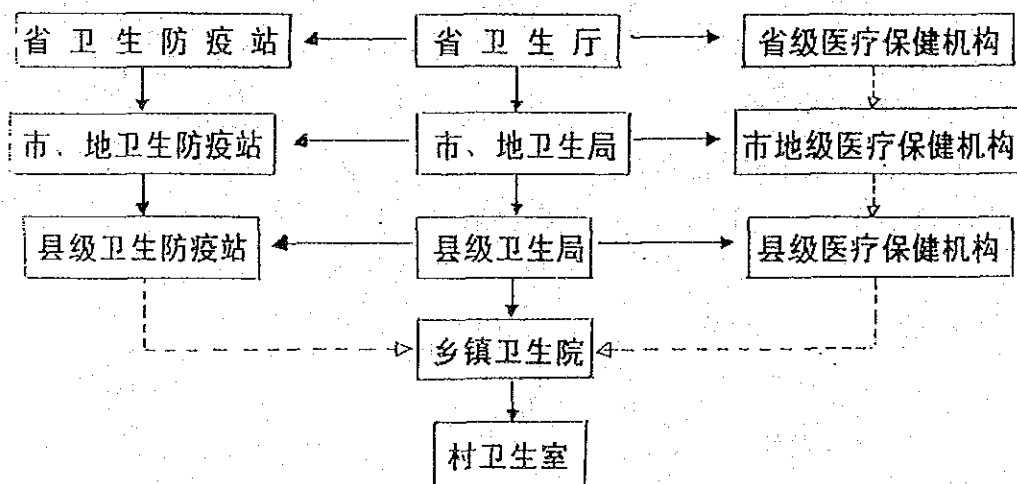 省卫生防疫站
省卫生厅
省级医疗保健机构
市、地卫生防疫站
市、地卫生局
市地级医疗保健机构
县级卫生防疫站
县级卫生局
县级医疗保健机构
乡镇卫生院
村卫生室